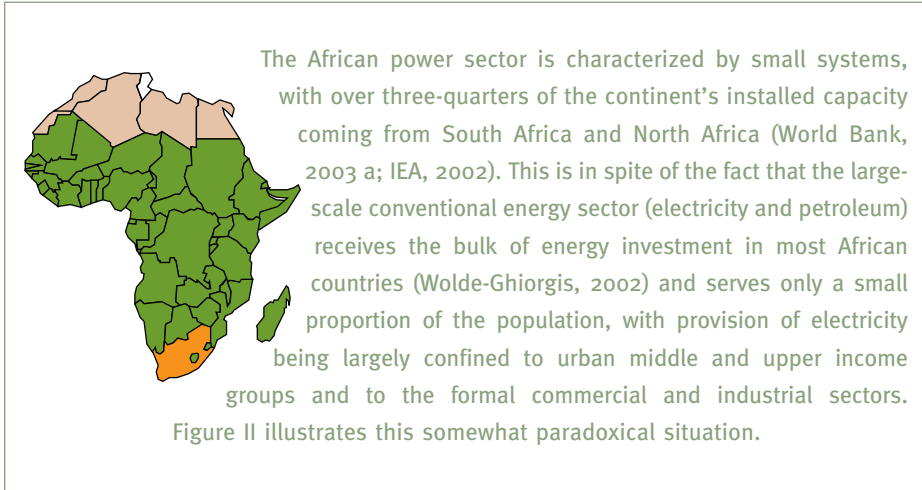 The African power sector is characterized by small systems,
with over three-quarters of the continent's installed capacity
coming from South Africa and North Africa (World Bank,
2003 a; IEA, 2002). This is in spite of the fact that the large-
scale conventional energy sector (electricity and petroleum)
receives the bulk of energy investment in most African
countries (Wolde-Ghiorgis, 2002) and serves only a small
proportion of the population, with provision of electricity
being largely confined to urban middle and upper income
groups and to the formal commercial and industrial sectors.
Figure II illustrates this somewhat paradoxical situation.